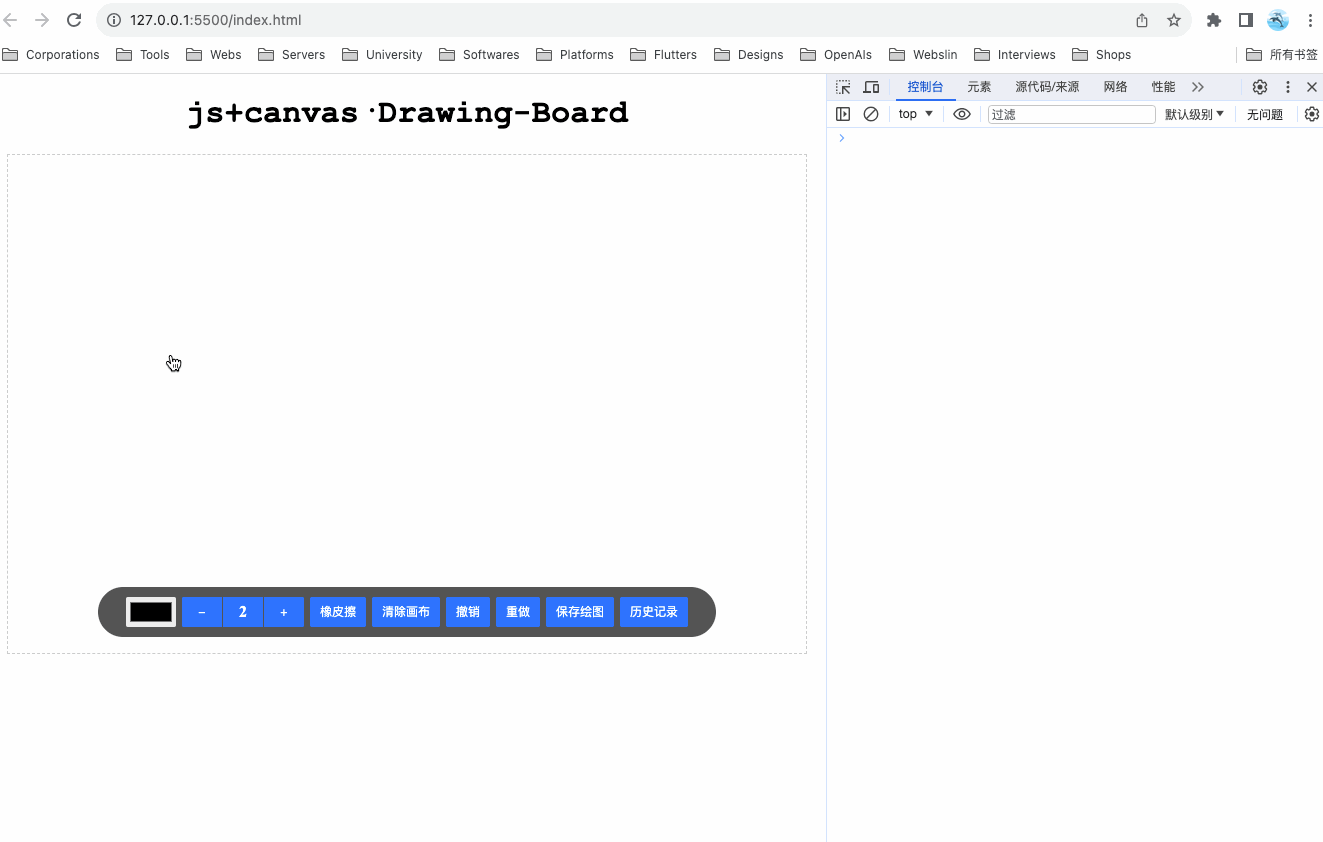 127.0.0.1:5500/index.html
Corporations Tools Webs Servers University Softwares Platforms Flutters Designs OpenAIs Webslin Interviews Shops 所有书签
控制台 元素 源代码/来源 网络 性能
top 过滤 默认级别 无问题
js+canvas·Drawing-Board
- 2 + 橡皮擦 清除画布 撤销 重做 保存绘图 历史记录